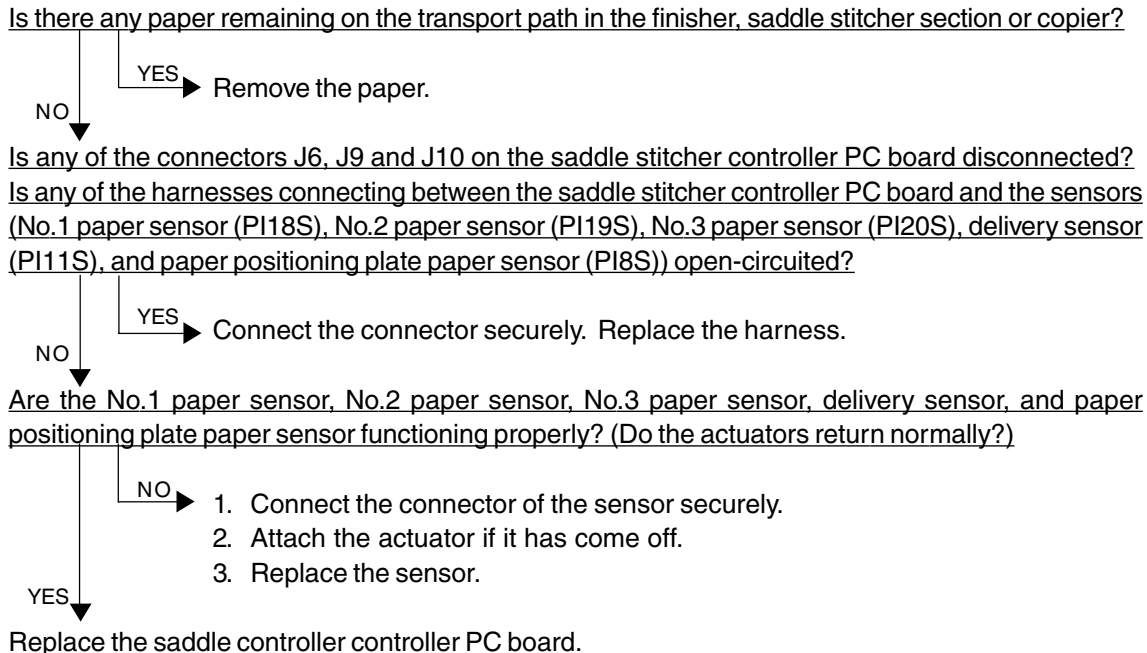 Is there any paper remaining on the transport path in the finisher, saddle stitcher section or copier?
YES
Remove the paper.
NO
Is any of the connectors J6, J9 and J10 on the saddle stitcher controller PC board disconnected?
Is any of the harnesses connecting between the saddle stitcher controller PC board and the sensors
(No.1 paper sensor (PI18S), No.2 paper sensor (PI19S), No.3 paper sensor (PI20S), delivery sensor
(PI11S), and paper positioning plate paper sensor (PI8S)) open-circuited?
YES
Connect the connector securely. Replace the harness.
NO
Are the No.1 paper sensor, No.2 paper sensor, No.3 paper sensor, delivery sensor, and paper
positioning plate paper sensor functioning properly? (Do the actuators return normally?)
NO
1. Connect the connector of the sensor securely.
2. Attach the actuator if it has come off.
3. Replace the sensor.
YES
Replace the saddle controller controller PC board.